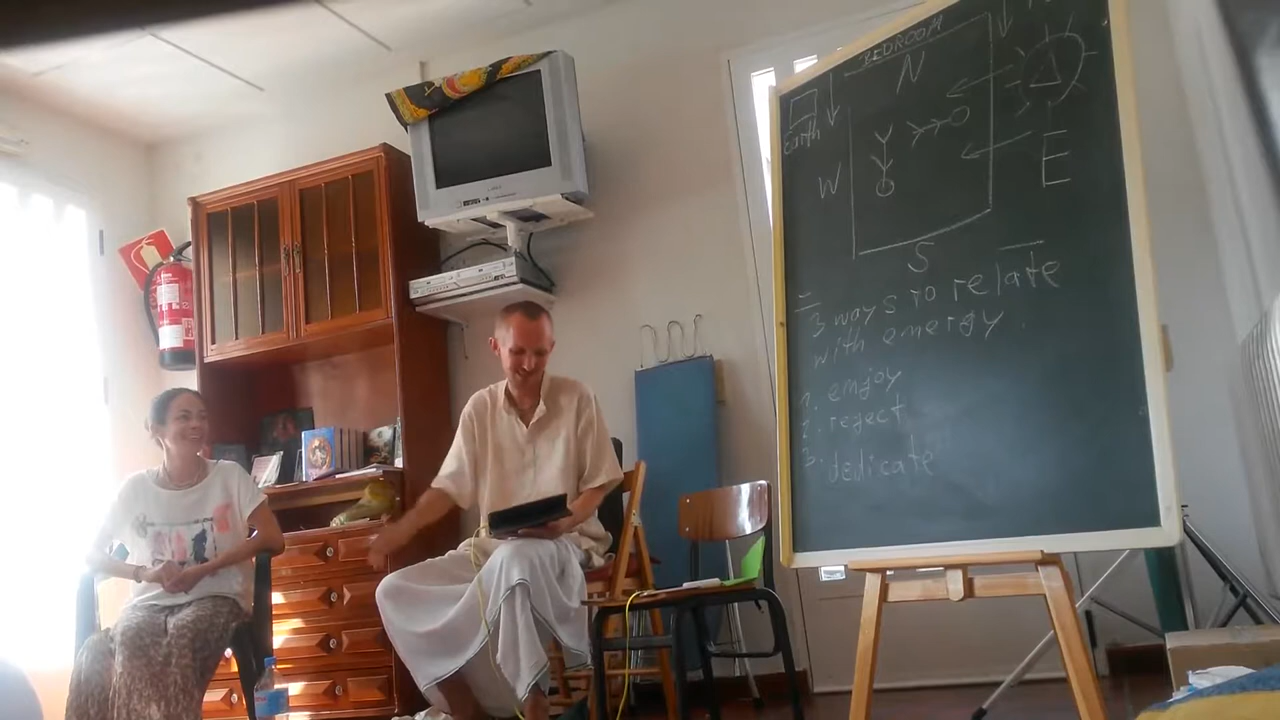 BEDROOM
N
Earth
W
E
S
3 ways to relate
with energy.
1. enjoy
2. reject
3. dedicate